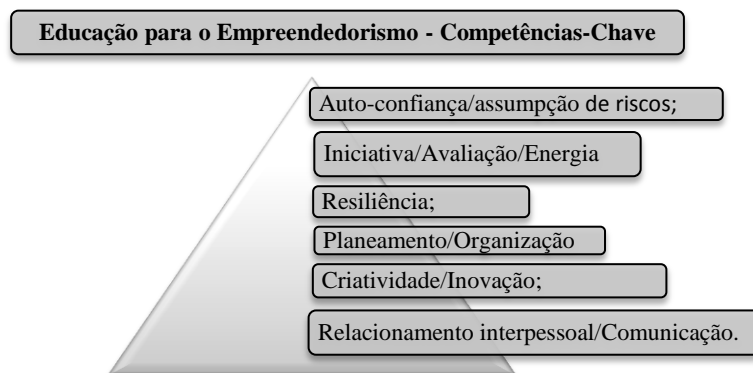 Educação para o Empreendedorismo - Competências-Chave
Auto-confiança/assumpção de riscos;
Iniciativa/Avaliação/Energia
Resiliência;
Planeamento/Organização
Criatividade/Inovação;
Relacionamento interpessoal/Comunicação.